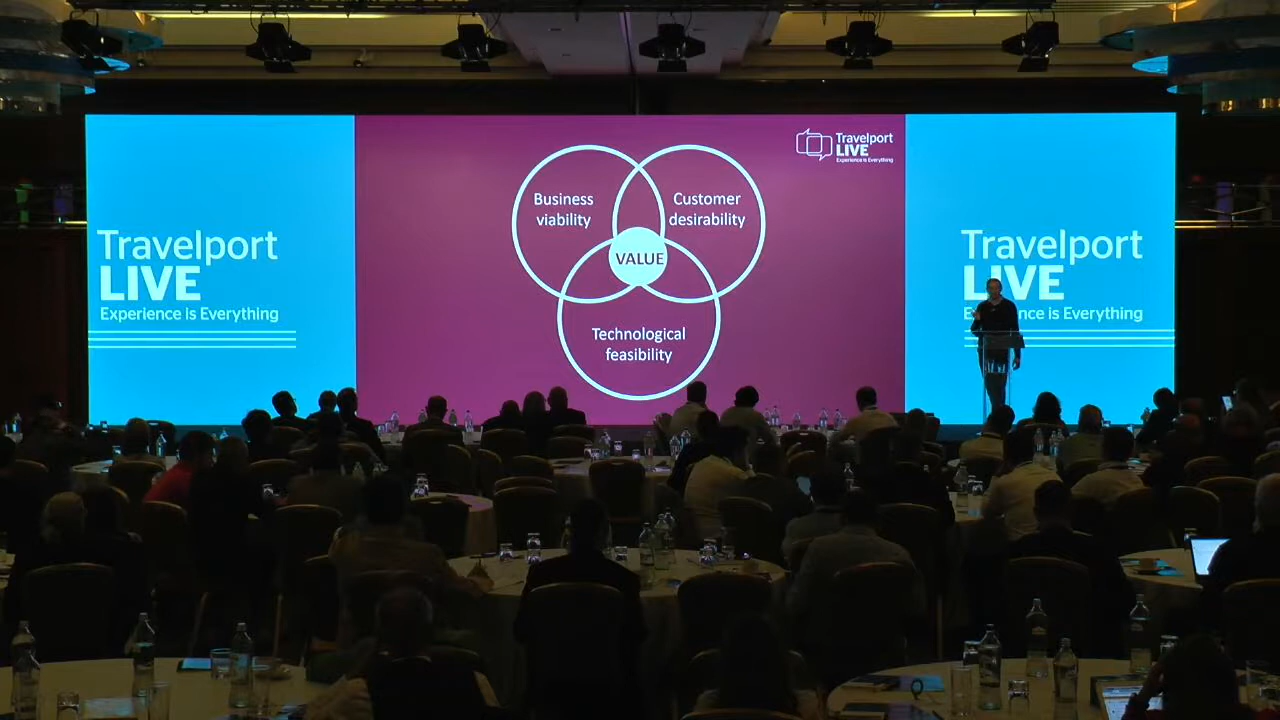 Travelport
LIVE
Experience is Everything
Business
viability
Customer
desirability
VALUE
Technological
feasibility
Travelport
LIVE
Experience is Everything
Travelport
LIVE
ence is Everything